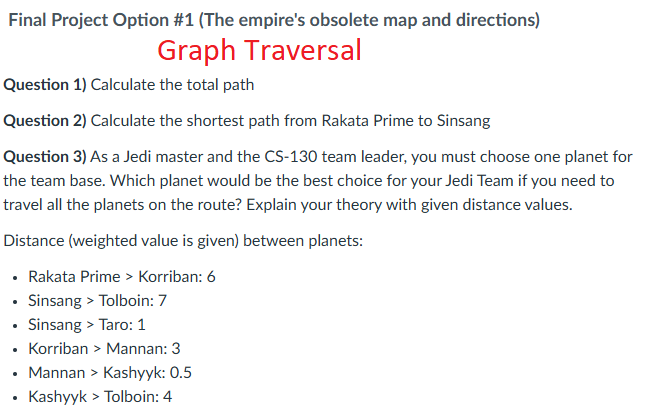 Final Project Option #1 (The empire's obsolete map and directions)
Graph Traversal
Question 1) Calculate the total path
Question 2) Calculate the shortest path from Rakata Prime to Sinsang
Question 3) As a Jedi master and the CS-130 team leader, you must choose one planet for
the team base. Which planet would be the best choice for your Jedi Team if you need to
travel all the planets on the route? Explain your theory with given distance values.
Distance (weighted value is given) between planets:
• Rakata Prime > Korriban: 6
• Sinsang > Tolboin: 7
• Sinsang > Taro: 1
• Korriban > Mannan: 3
• Mannan > Kashyyk: 0.5
• Kashyyk > Tolboin: 4